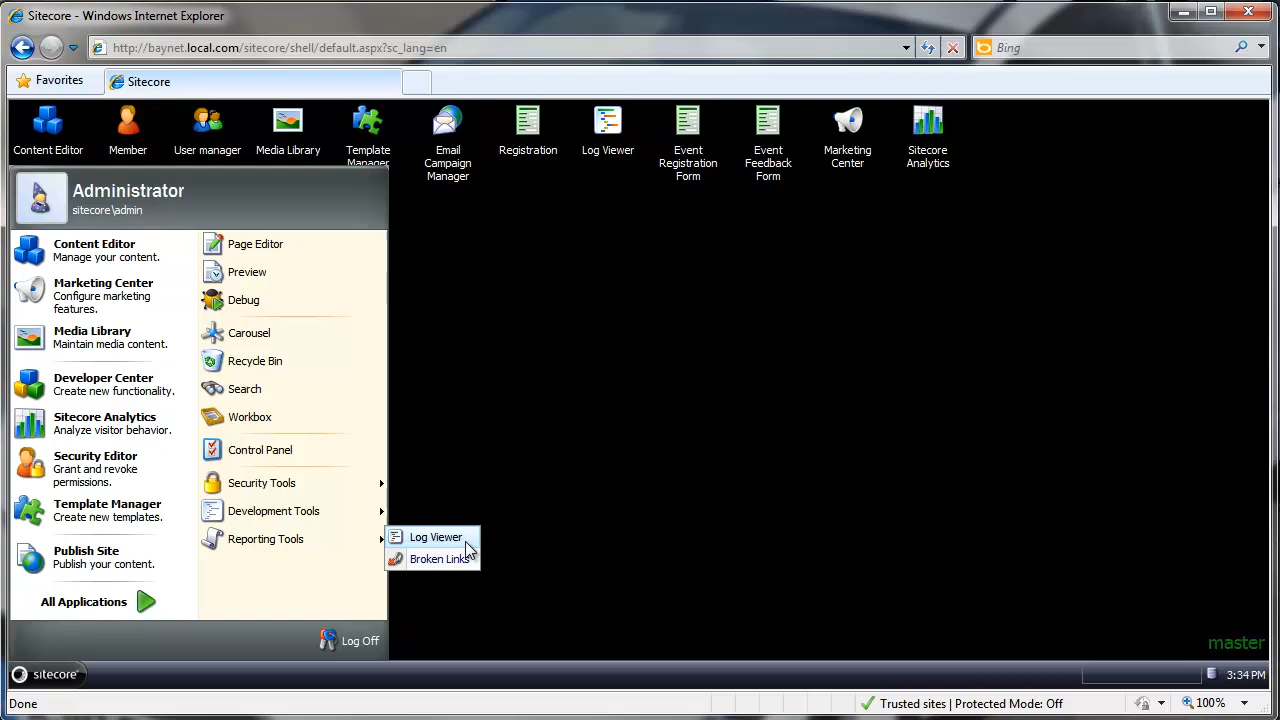 Sitecore - Windows Internet Explorer
http://baynet.local.com/sitecore/shell/default.aspx?sc_lang=en
Bing
Favorites
Sitecore
Content Editor
Member
User manager
Media Library
Template
Manager
Email
Campaign
Manager
Registration
Log Viewer
Event
Registration
Form
Event
Feedback
Form
Marketing
Center
Sitecore
Analytics
Administrator
sitecore\admin
Content Editor
Manage your content.
Marketing Center
Configure marketing
features.
Media Library
Maintain media content.
Developer Center
Create new functionality.
Sitecore Analytics
Analyze visitor behavior.
Security Editor
Grant and revoke
permissions.
Template Manager
Create new templates.
Publish Site
Publish your content.
All Applications
Page Editor
Preview
Debug
Carousel
Recycle Bin
Search
Workbox
Control Panel
Security Tools
Development Tools
Reporting Tools
Log Viewer
Broken Links
Log Off
master
sitecore
3:34 PM
Done
Trusted sites | Protected Mode: Off
100%